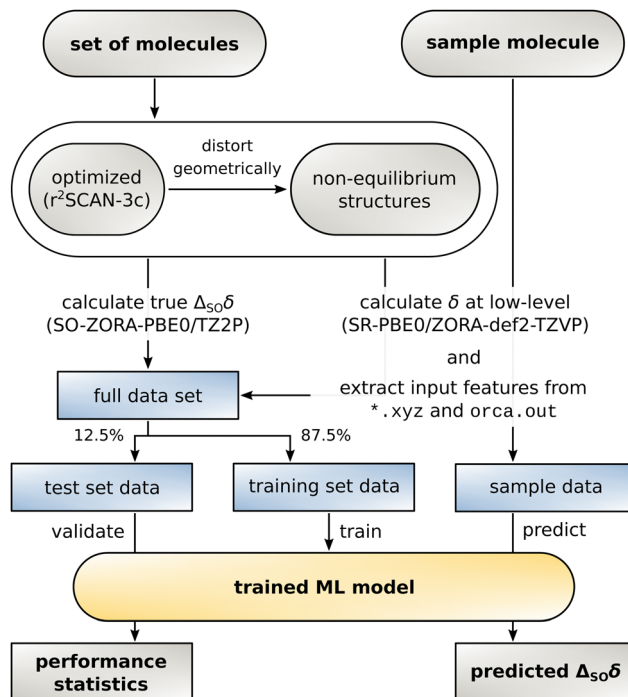 set of molecules
sample molecule
distort
geometrically
optimized
(r²SCAN-3c)
non-equilibrium
structures
calculate true Δ_SO δ
(SO-ZORA-PBE0/TZ2P)
calculate δ at low-level
(SR-PBE0/ZORA-def2-TZVP)
and
extract input features from
*.xyz and orca.out
full data set
12.5%
87.5%
test set data
training set data
sample data
validate
train
predict
trained ML model
performance
statistics
predicted Δ_SO δ